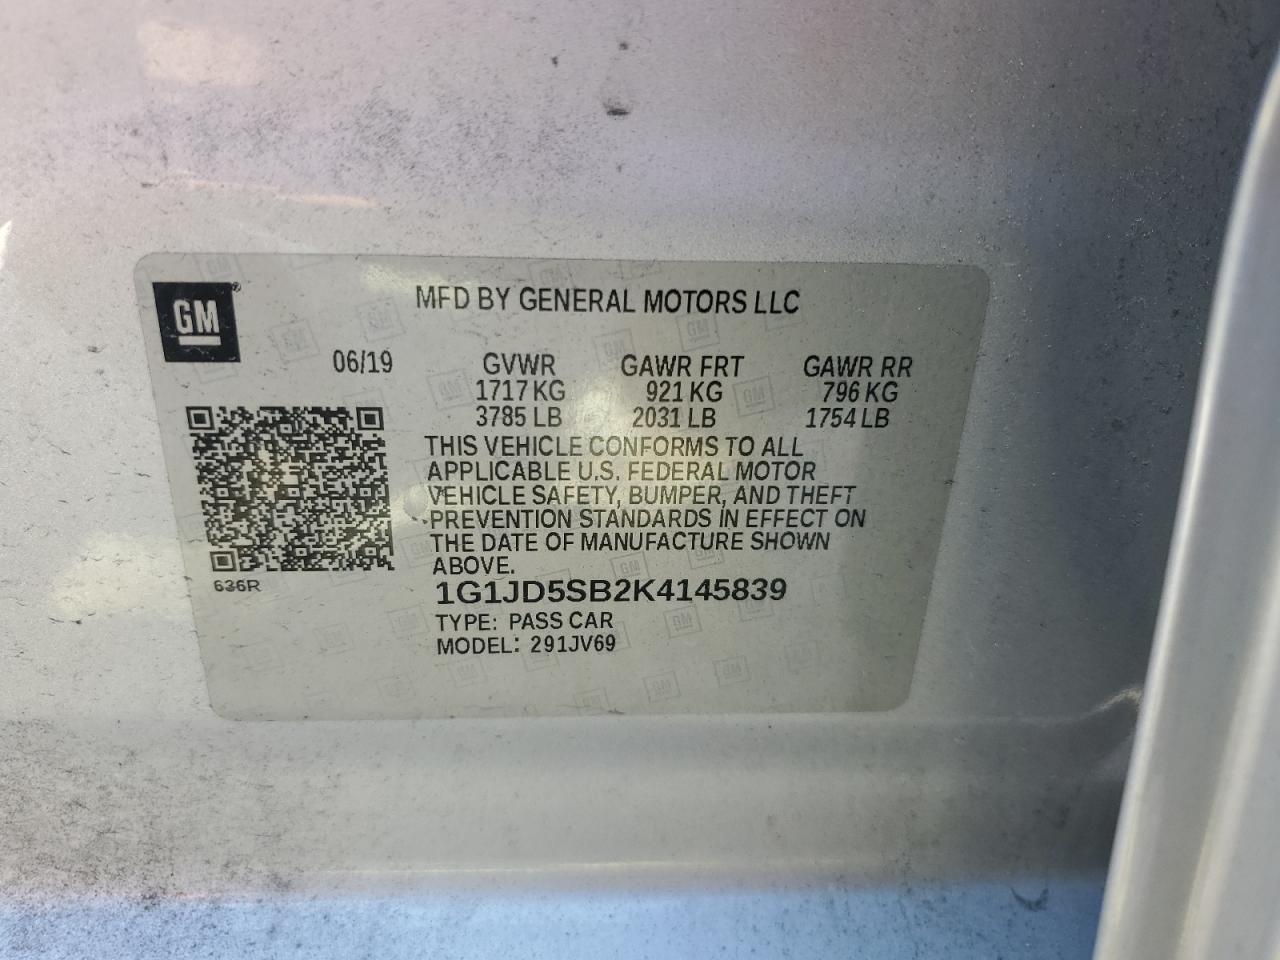 GM
MFD BY GENERAL MOTORS LLC
06/19 GVWR GAWR FRT GAWR RR
1717 KG 921 KG 796 KG
3785 LB 2031 LB 1754 LB
THIS VEHICLE CONFORMS TO ALL
APPLICABLE U.S. FEDERAL MOTOR
VEHICLE SAFETY, BUMPER, AND THEFT
PREVENTION STANDARDS IN EFFECT ON
THE DATE OF MANUFACTURE SHOWN
ABOVE.
636R
1G1JD5SB2K4145839
TYPE: PASS CAR
MODEL: 291JV69